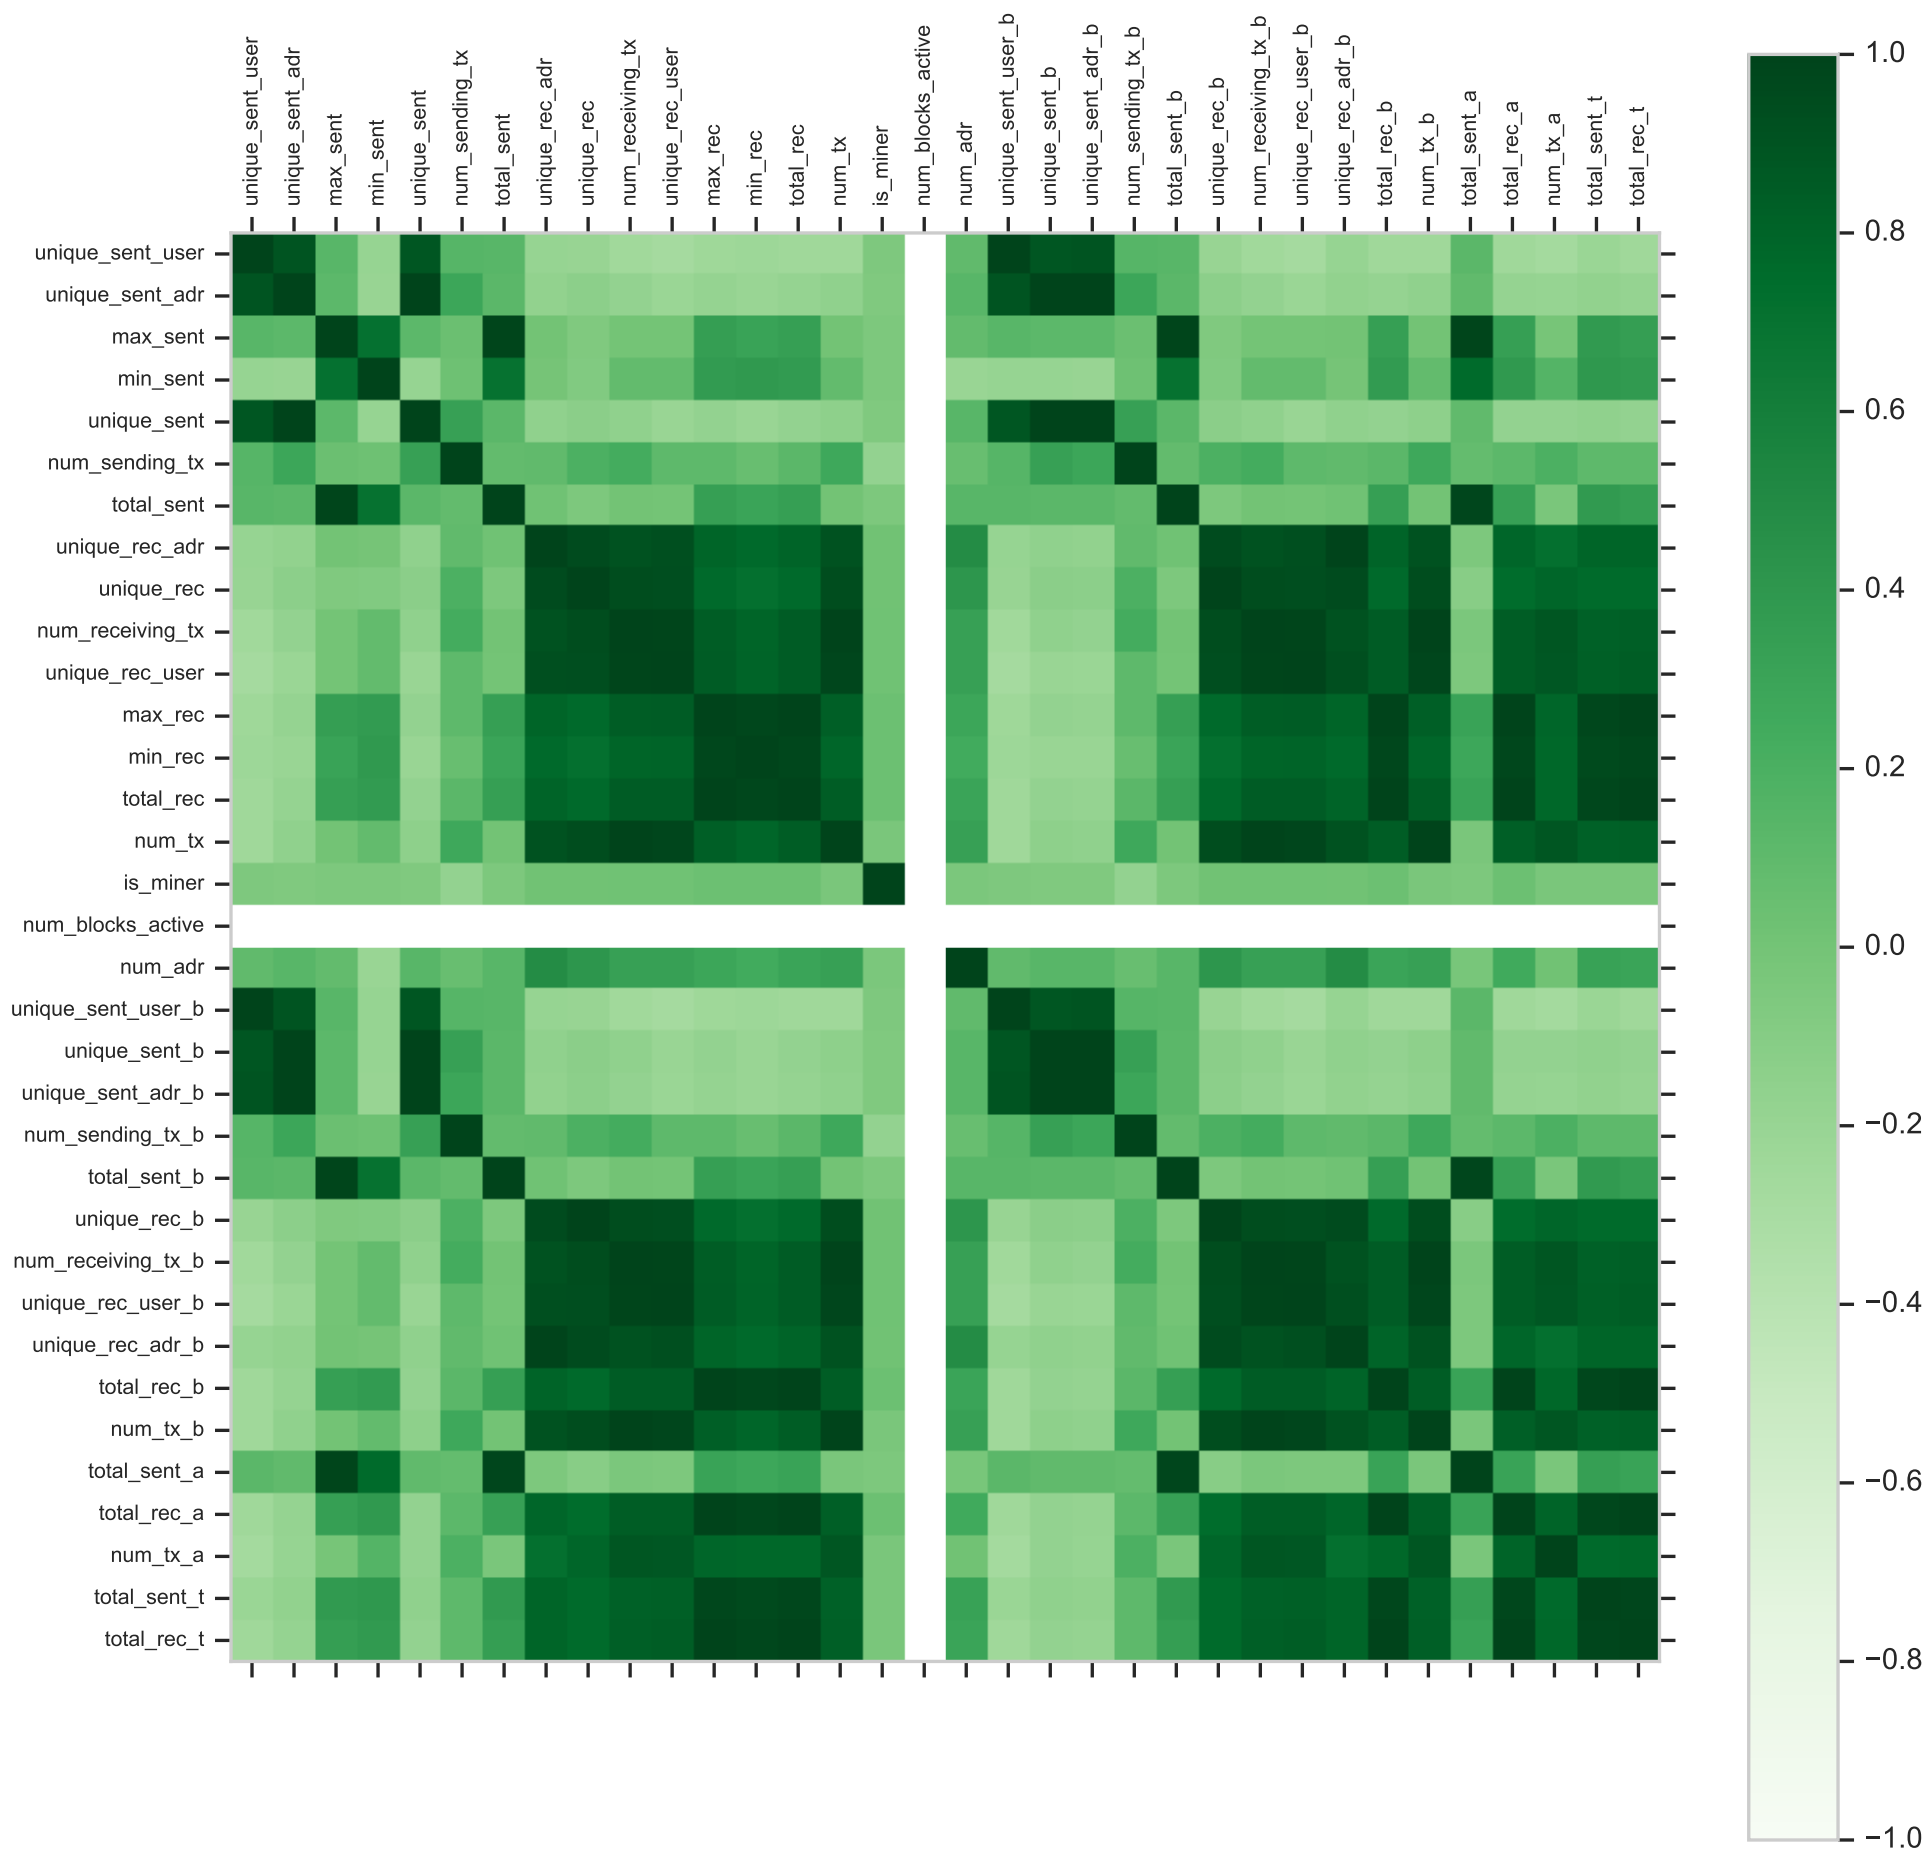 unique_sent_user
unique_sent_adr
max_sent
min_sent
unique_sent
num_sending_tx
total_sent
unique_rec_adr
unique_rec
num_receiving_tx
unique_rec_user
max_rec
min_rec
total_rec
num_tx
is_miner
num_blocks_active
num_adr
unique_sent_user_b
unique_sent_b
unique_sent_adr_b
num_sending_tx_b
total_sent_b
unique_rec_b
num_receiving_tx_b
unique_rec_user_b
unique_rec_adr_b
total_rec_b
num_tx_b
total_sent_a
total_rec_a
num_tx_a
total_sent_t
total_rec_t
unique_sent_user
unique_sent_adr
max_sent
min_sent
unique_sent
num_sending_tx
total_sent
unique_rec_adr
unique_rec
num_receiving_tx
unique_rec_user
max_rec
min_rec
total_rec
num_tx
is_miner
num_blocks_active
num_adr
unique_sent_user_b
unique_sent_b
unique_sent_adr_b
num_sending_tx_b
total_sent_b
unique_rec_b
num_receiving_tx_b
unique_rec_user_b
unique_rec_adr_b
total_rec_b
num_tx_b
total_sent_a
total_rec_a
num_tx_a
total_sent_t
total_rec_t
1.0
0.8
0.6
0.4
0.2
0.0
−0.2
−0.4
−0.6
−0.8
−1.0